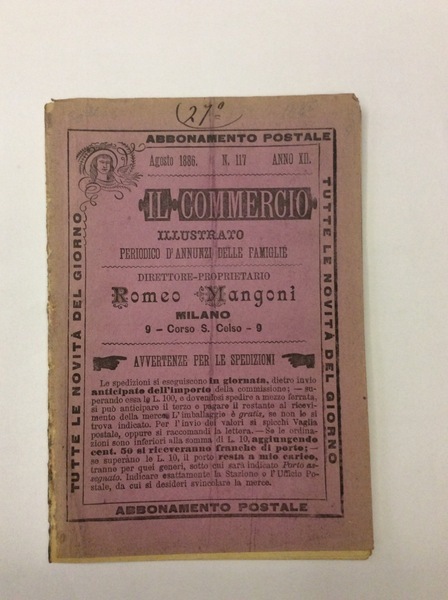 27º
ABBONAMENTO POSTALE
Agosto 1886. N. 117 ANNO XII.
IL COMMERCIO
ILLUSTRATO
PERIODICO D'ANNUNZI DELLE FAMIGLIE
DIRETTORE-PROPRIETARIO
Romeo Mangoni
MILANO
9 - Corso S. Celso - 9
AVVERTENZE PER LE SPEDIZIONI
Le spedizioni si eseguiscono in giornata, dietro invio
anticipato dell'importo della commissione; — su-
perando essa le L. 100, e dovendosi spedire a mezzo ferrata,
si può anticipare il terzo e pagare il restante al ricevi-
mento della merce. L'imballaggio è gratis, se non le si
trova indicato. Per l'invio dei valori si spicchi Vaglia
postale, oppure si raccomandi la lettera. — Se le ordina-
zioni sono inferiori alla somma di L. 10, aggiungendo
cent. 50 si riceveranno franche di porto; —
se superano le L. 10, il porto resta a mio carico,
tranne per quei generi, sotto cui sarà indicato Porto as-
segnato. Indicare esattamente la Stazione o l'Ufficio Po-
stale, da cui si desideri svincolare la merce.
ABBONAMENTO POSTALE
TUTTE LE NOVITÀ DEL GIORNO
TUTTE LE NOVITÀ DEL GIORNO